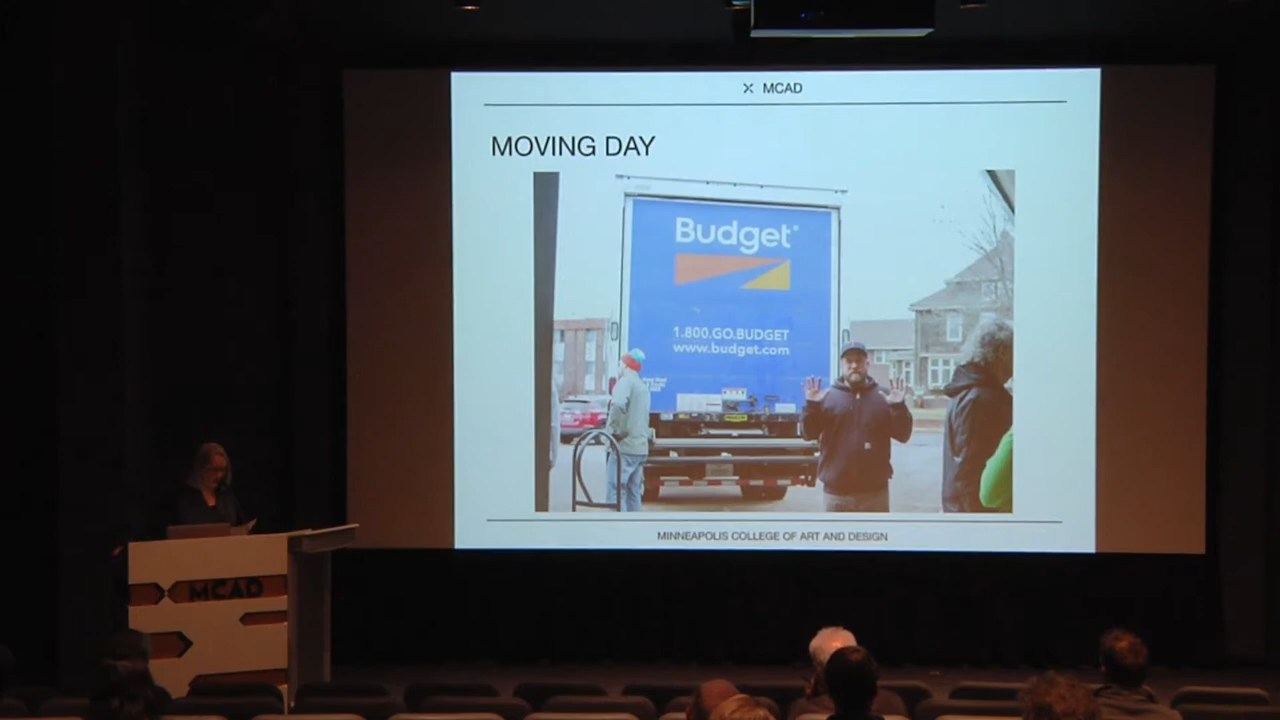 MCAD
MOVING DAY
Budget
1.800.GO.BUDGET
www.budget.com
MINNEAPOLIS COLLEGE OF ART AND DESIGN
MCAD